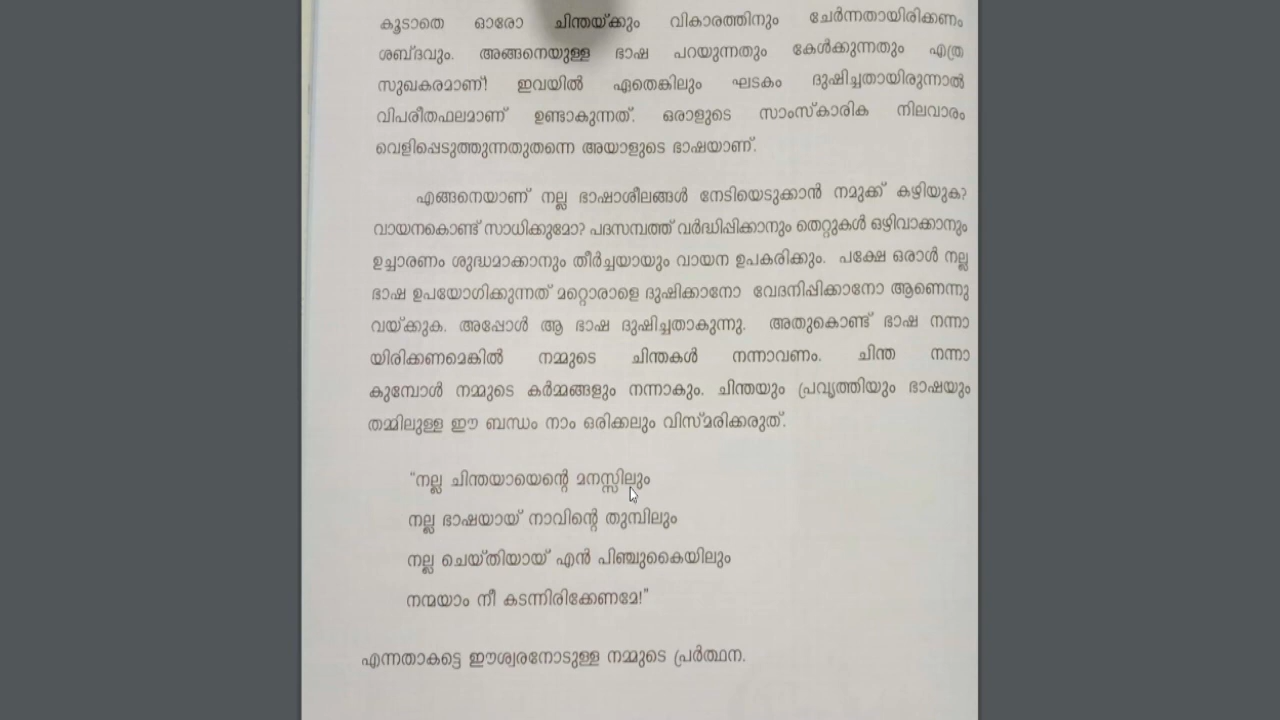 കൂടാതെ ഓരോ ചിന്തയ്ക്കും വികാരത്തിനും ചേർന്നതായിരിക്കണം
ശബ്ദവും. അങ്ങനെയുള്ള ഭാഷ പറയുന്നതും കേൾക്കുന്നതും എത്ര
സുഖകരമാണ്! ഇവയിൽ ഏതെങ്കിലും ഘടകം ദുഷിച്ചതായിരുന്നാൽ
വിപരീതഫലമാണ് ഉണ്ടാകുന്നത്. ഒരാളുടെ സാംസ്കാരിക നിലവാരം
വെളിപ്പെടുത്തുന്നതുതന്നെ അയാളുടെ ഭാഷയാണ്.
എങ്ങനെയാണ് നല്ല ഭാഷാശീലങ്ങൾ നേടിയെടുക്കാൻ നമുക്ക് കഴിയുക?
വായനകൊണ്ട് സാധിക്കുമോ? പദസമ്പത്ത് വർദ്ധിപ്പിക്കാനും തെറ്റുകൾ ഒഴിവാക്കാനും
ഉച്ചാരണം ശുദ്ധമാക്കാനും തീർച്ചയായും വായന ഉപകരിക്കും. പക്ഷേ ഒരാൾ നല്ല
ഭാഷ ഉപയോഗിക്കുന്നത് മറ്റൊരാളെ ദുഷിക്കാനോ വേദനിപ്പിക്കാനോ ആണെന്നു
വയ്ക്കുക. അപ്പോൾ ആ ഭാഷ ദുഷിച്ചതാകുന്നു. അതുകൊണ്ട് ഭാഷ നന്നാ
യിരിക്കണമെങ്കിൽ നമ്മുടെ ചിന്തകൾ നന്നാവണം. ചിന്ത നന്നാ
കുമ്പോൾ നമ്മുടെ കർമ്മങ്ങളും നന്നാകും. ചിന്തയും പ്രവൃത്തിയും ഭാഷയും
തമ്മിലുള്ള ഈ ബന്ധം നാം ഒരിക്കലും വിസ്മരിക്കരുത്.
“നല്ല ചിന്തയായെന്റെ മനസ്സിലും
നല്ല ഭാഷയായ് നാവിന്റെ തുമ്പിലും
നല്ല ചെയ്തിയായ് എൻ പിഞ്ചുകൈയിലും
നന്മയാം നീ കടന്നിരിക്കേണമേ!”
എന്നതാകട്ടെ ഈശ്വരനോടുള്ള നമ്മുടെ പ്രർത്ഥന.